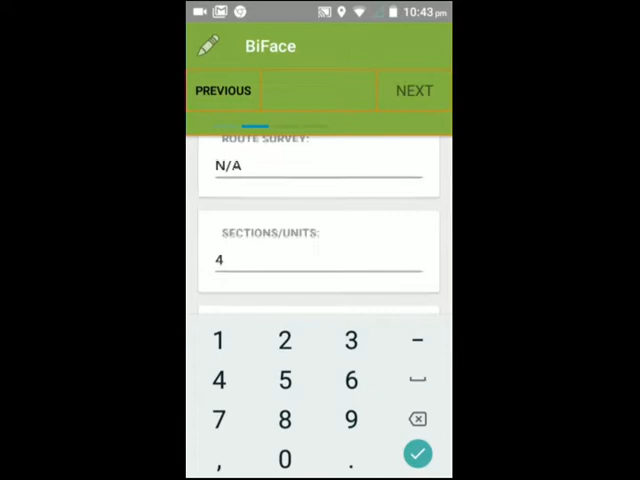 10:43 pm
BiFace
PREVIOUS
NEXT
ROUTE SURVEY:
N/A
SECTIONS/UNITS:
4
1 2 3 -
4 5 6
7 8 9
, 0 .